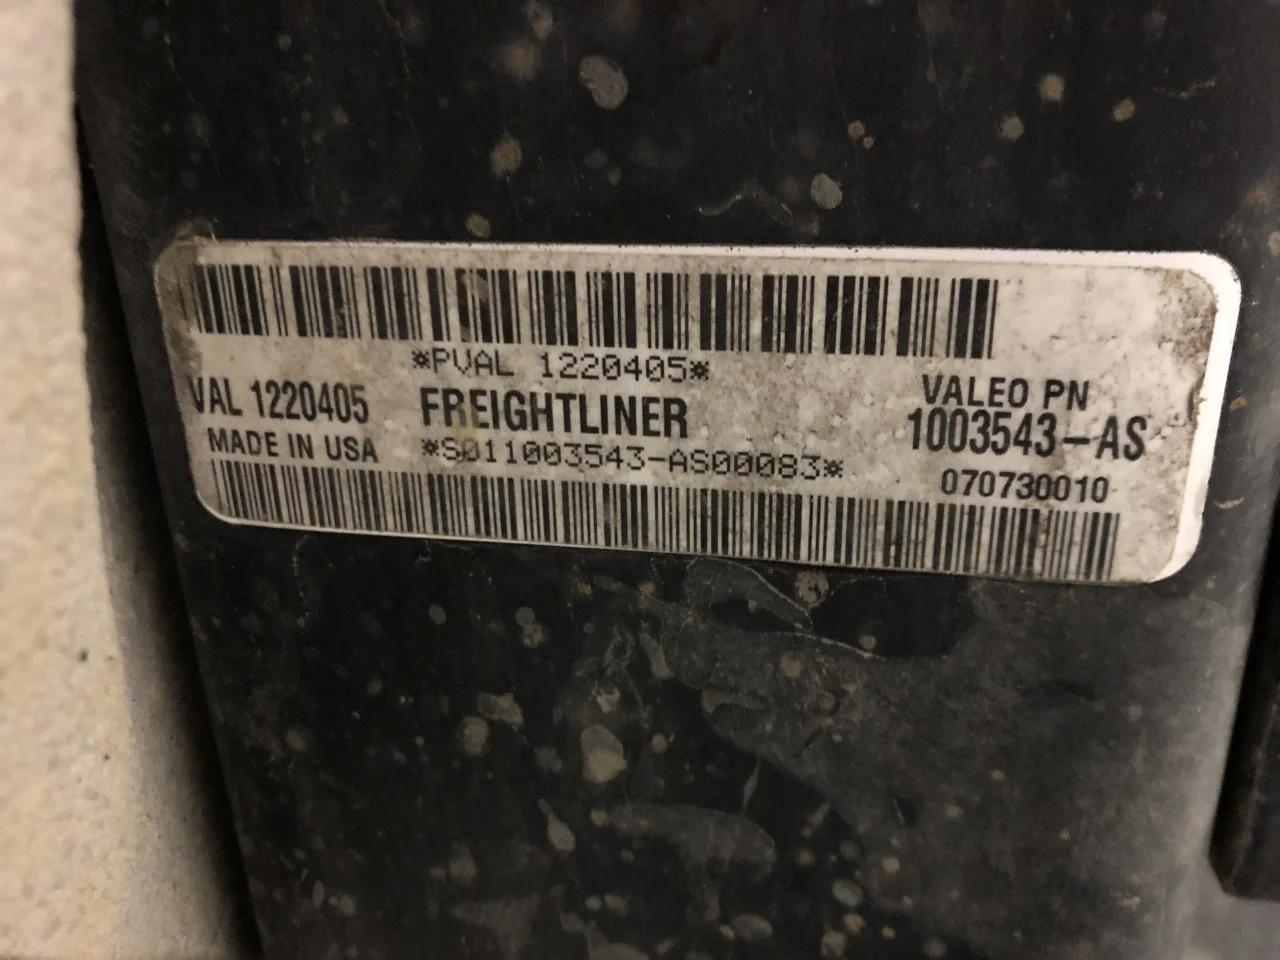 *PVAL 1220405*
VAL 1220405 FREIGHTLINER VALEO PN
1003543-AS
MADE IN USA *S011003543-AS00083*
070730010